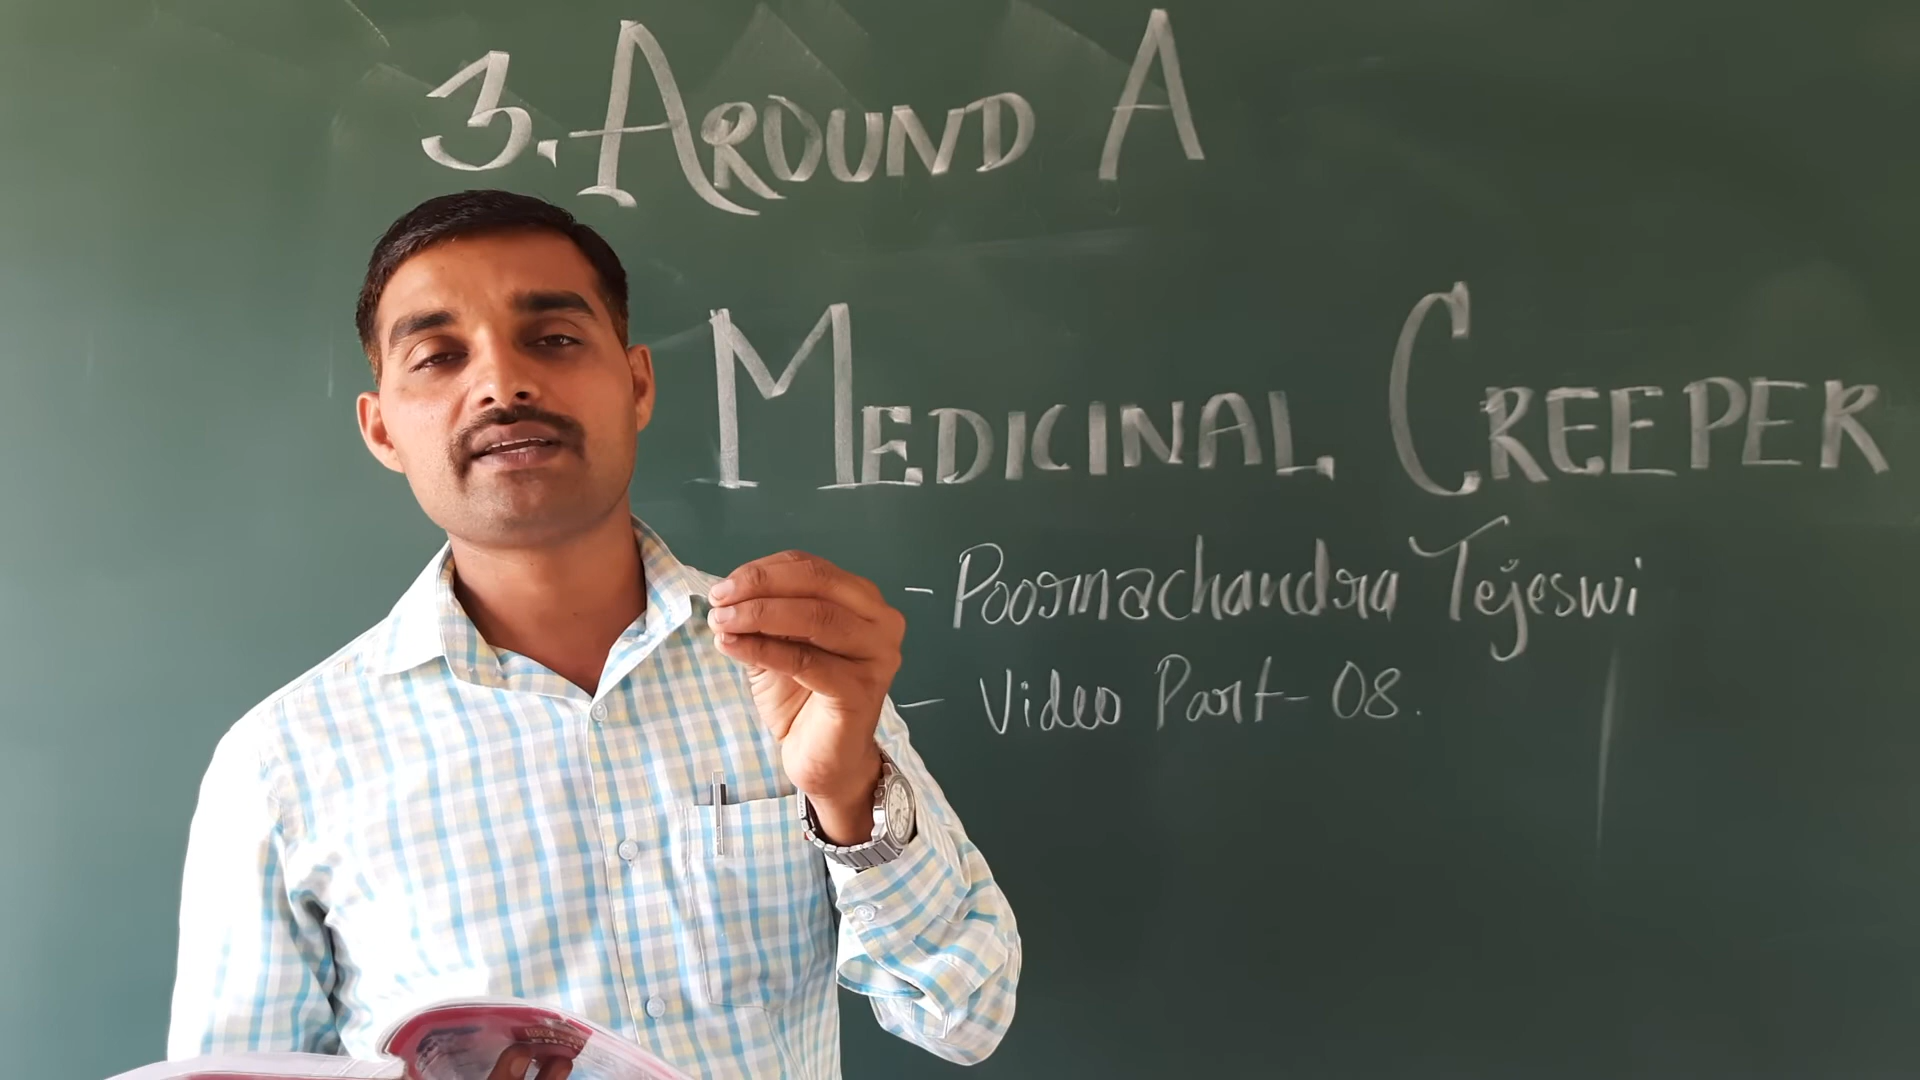 3. AROUND A
MEDICINAL CREEPER
- Poornachandra Tejeswi
- Video Part-08.